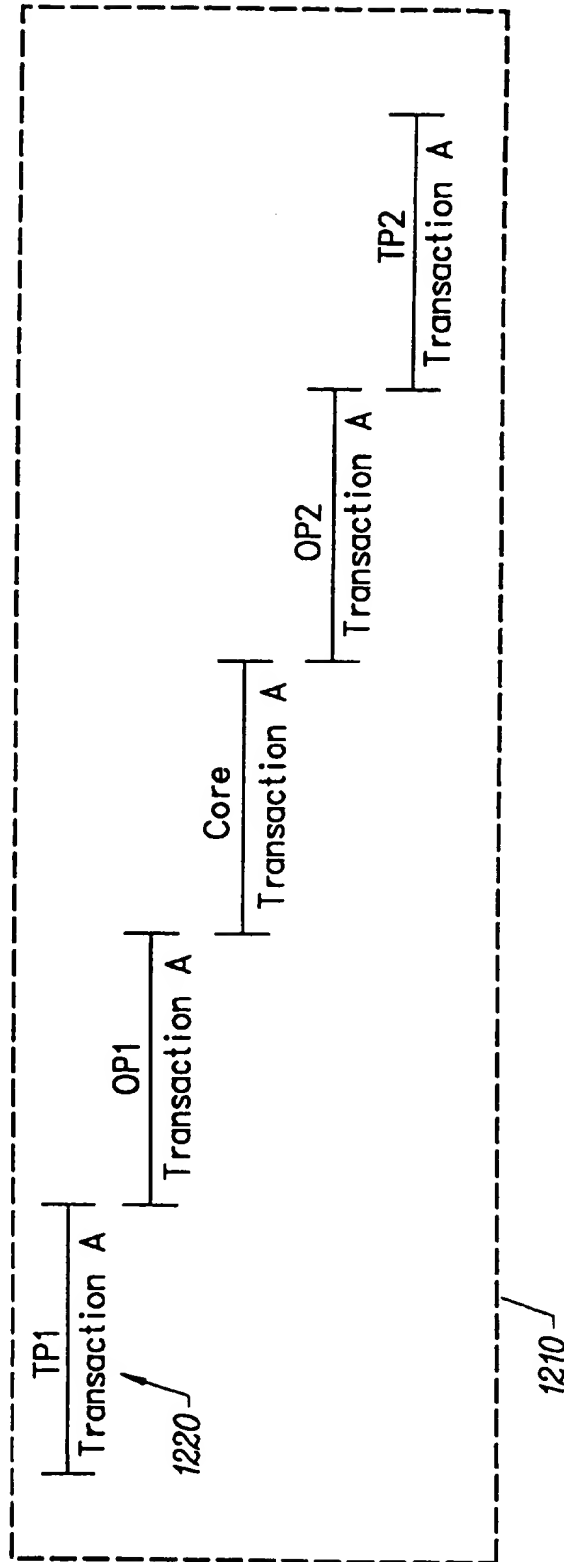 TP1
Transaction A
1220
OP1
Transaction A
Core
Transaction A
OP2
Transaction A
TP2
Transaction A
1210